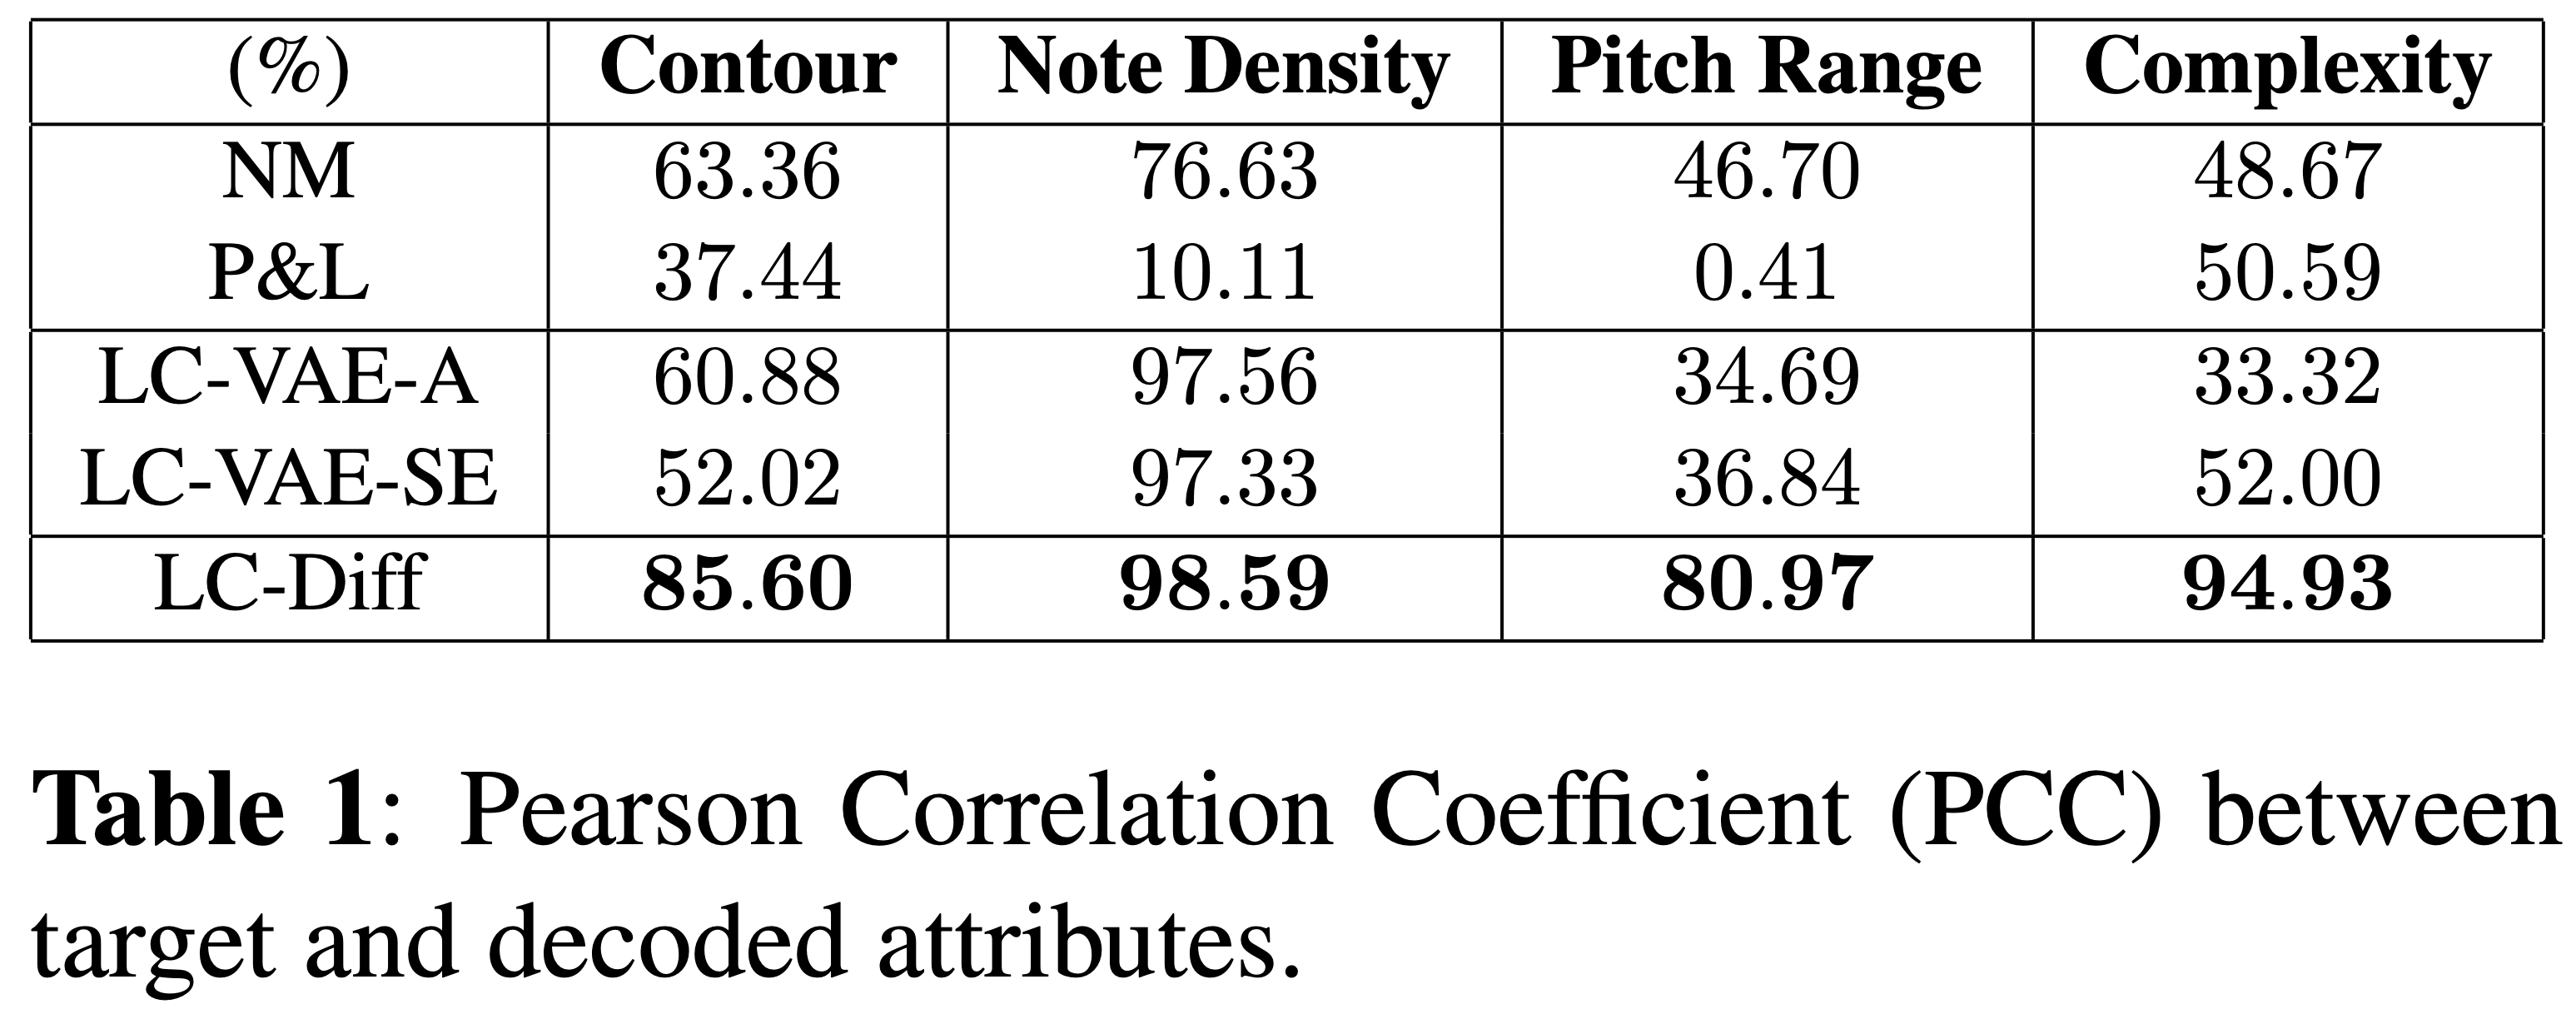 (%) Contour Note Density Pitch Range Complexity
NM 63.36 76.63 46.70 48.67
P&L 37.44 10.11 0.41 50.59
LC-VAE-A 60.88 97.56 34.69 33.32
LC-VAE-SE 52.02 97.33 36.84 52.00
LC-Diff 85.60 98.59 80.97 94.93
Table 1: Pearson Correlation Coefficient (PCC) between
target and decoded attributes.